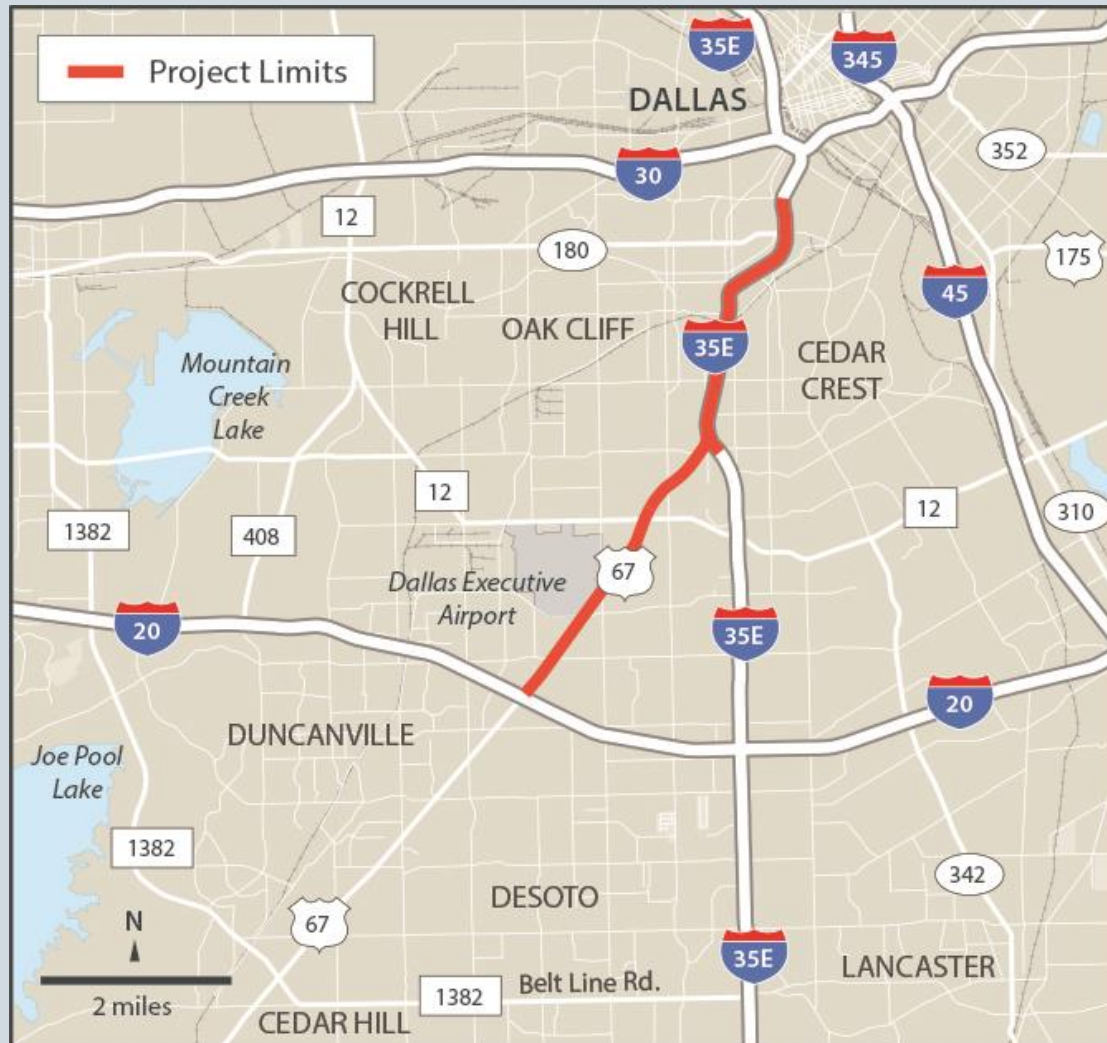 Project Limits
35E
345
DALLAS
352
30
12
180
175
45
COCKRELL
HILL
OAK CLIFF
35E
CEDAR
CREST
Mountain
Creek
Lake
12
12
1382
408
310
67
Dallas Executive
Airport
20
35E
20
DUNCANVILLE
Joe Pool
Lake
1382
342
DESOTO
N
67
35E
LANCASTER
2 miles
1382
Belt Line Rd.
CEDAR HILL